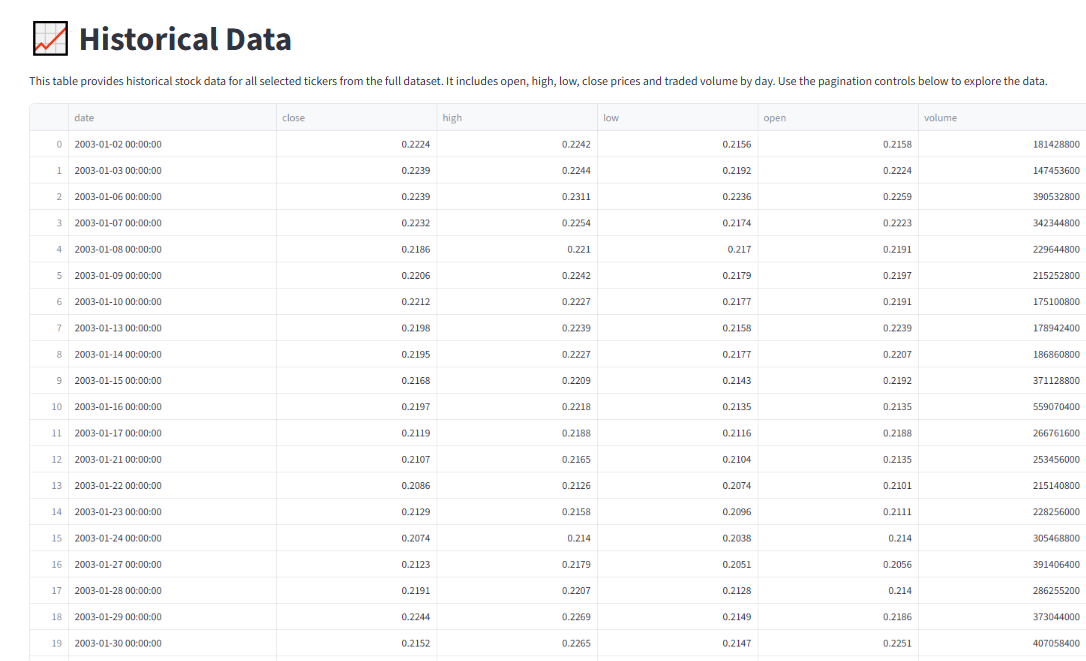 Historical Data
This table provides historical stock data for all selected tickers from the full dataset. It includes open, high, low, close prices and traded volume by day. Use the pagination controls below to explore the data.
date close high low open volume
0 2003-01-02 00:00:00 0.2224 0.2242 0.2156 0.2158 181428800
1 2003-01-03 00:00:00 0.2239 0.2244 0.2192 0.2224 147453600
2 2003-01-06 00:00:00 0.2239 0.2311 0.2236 0.2259 390532800
3 2003-01-07 00:00:00 0.2232 0.2254 0.2174 0.2223 342344800
4 2003-01-08 00:00:00 0.2186 0.221 0.217 0.2191 229644800
5 2003-01-09 00:00:00 0.2206 0.2242 0.2179 0.2197 215252800
6 2003-01-10 00:00:00 0.2212 0.2227 0.2177 0.2191 175100800
7 2003-01-13 00:00:00 0.2198 0.2239 0.2158 0.2239 178942400
8 2003-01-14 00:00:00 0.2195 0.2227 0.2177 0.2207 186860800
9 2003-01-15 00:00:00 0.2168 0.2209 0.2143 0.2192 371128800
10 2003-01-16 00:00:00 0.2197 0.2218 0.2135 0.2135 559070400
11 2003-01-17 00:00:00 0.2119 0.2188 0.2116 0.2188 266761600
12 2003-01-21 00:00:00 0.2107 0.2165 0.2104 0.2135 253456000
13 2003-01-22 00:00:00 0.2086 0.2126 0.2074 0.2101 215140800
14 2003-01-23 00:00:00 0.2129 0.2158 0.2096 0.2111 228256000
15 2003-01-24 00:00:00 0.2074 0.214 0.2038 0.214 305468800
16 2003-01-27 00:00:00 0.2123 0.2179 0.2051 0.2056 391406400
17 2003-01-28 00:00:00 0.2191 0.2207 0.2128 0.214 286255200
18 2003-01-29 00:00:00 0.2244 0.2269 0.2149 0.2186 373044000
19 2003-01-30 00:00:00 0.2152 0.2265 0.2147 0.2251 407058400